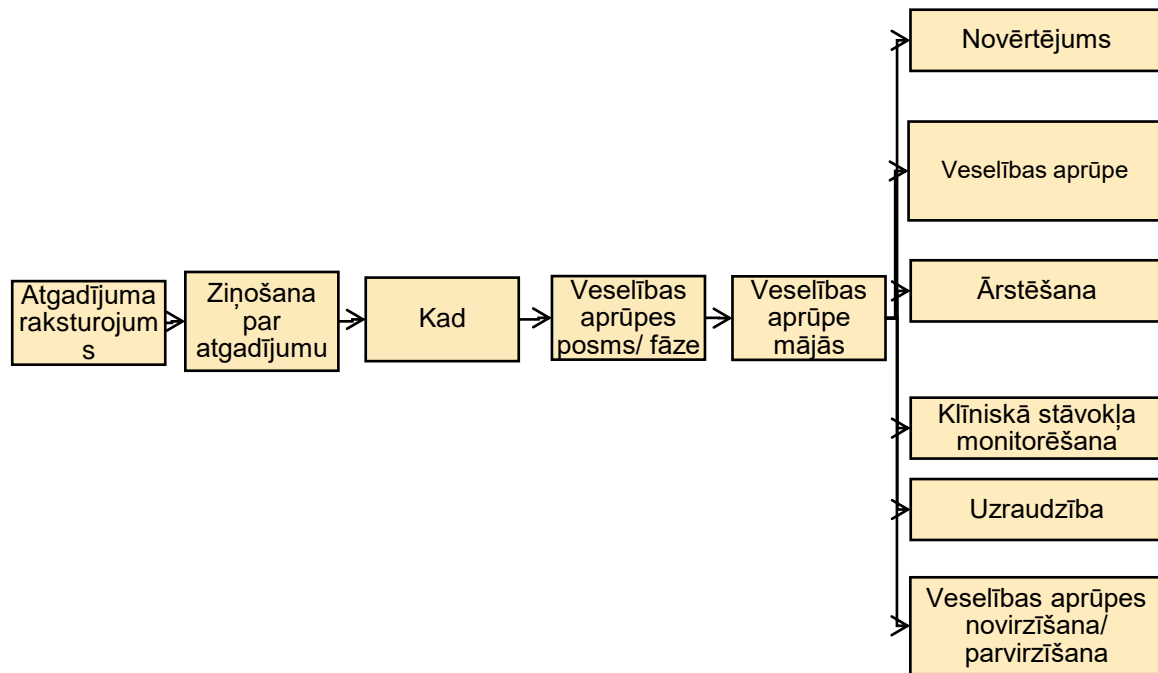 Novērtējums
Veselības aprūpe
Atgadījuma
raksturojum
s
Ziņošana
par
atgadījumu
Kad
Veselības
aprūpes
posms/ fāze
Veselības
aprūpe
mājās
Ārstēšana
Klīniskā stāvokļa
monitorēšana
Uzraudzība
Veselības aprūpes
novirzīšana/
parvirzīšana